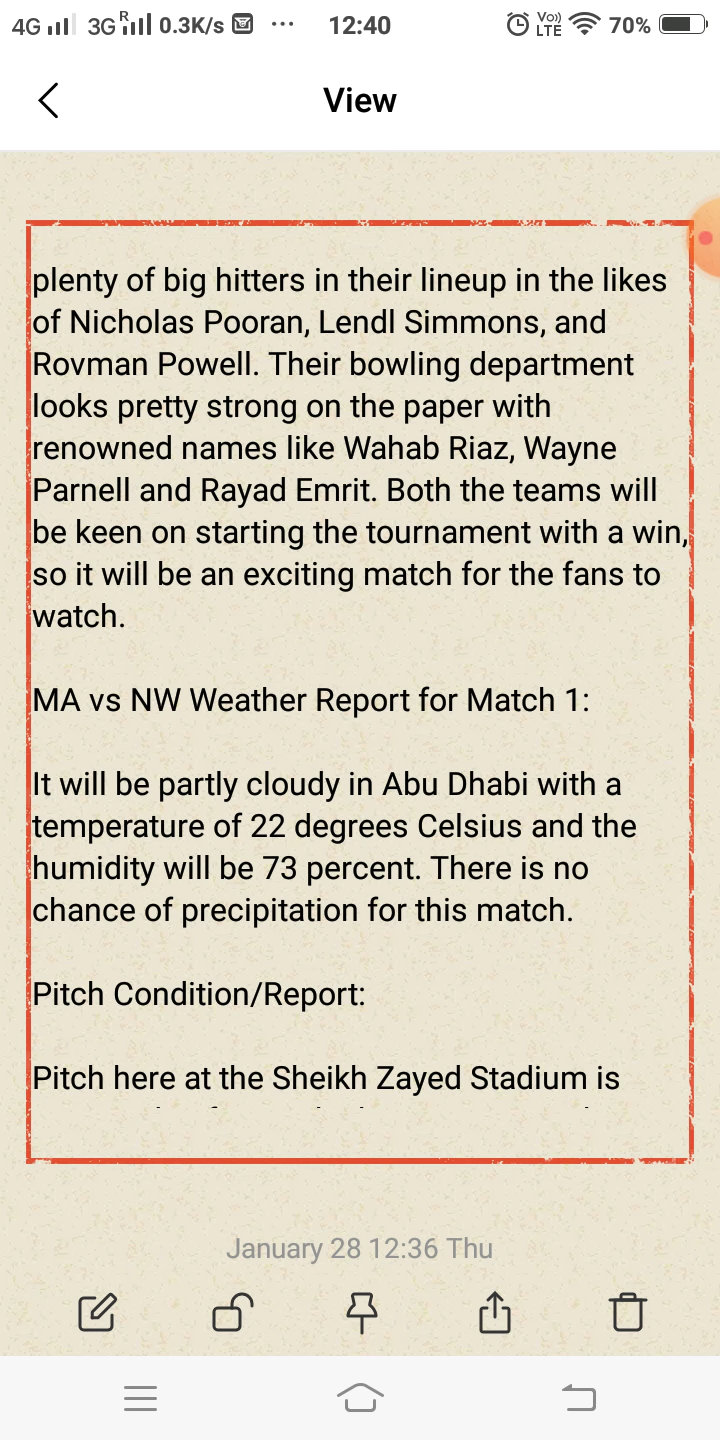 4G 3G R 0.3K/s ... 12:40 Vo)) LTE 70%
View
plenty of big hitters in their lineup in the likes
of Nicholas Pooran, Lendl Simmons, and
Rovman Powell. Their bowling department
looks pretty strong on the paper with
renowned names like Wahab Riaz, Wayne
Parnell and Rayad Emrit. Both the teams will
be keen on starting the tournament with a win,
so it will be an exciting match for the fans to
watch.
MA vs NW Weather Report for Match 1:
It will be partly cloudy in Abu Dhabi with a
temperature of 22 degrees Celsius and the
humidity will be 73 percent. There is no
chance of precipitation for this match.
Pitch Condition/Report:
Pitch here at the Sheikh Zayed Stadium is
January 28 12:36 Thu